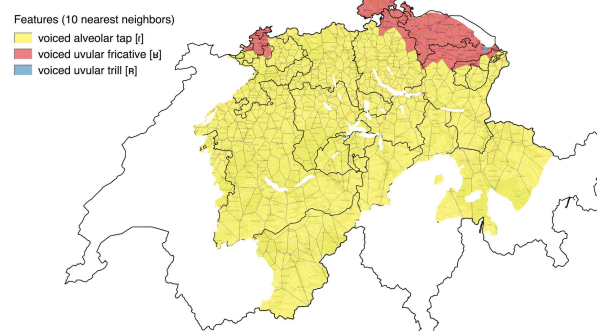 Features (10 nearest neighbors)
voiced alveolar tap [ɾ]
voiced uvular fricative [ʁ]
voiced uvular trill [ʀ]